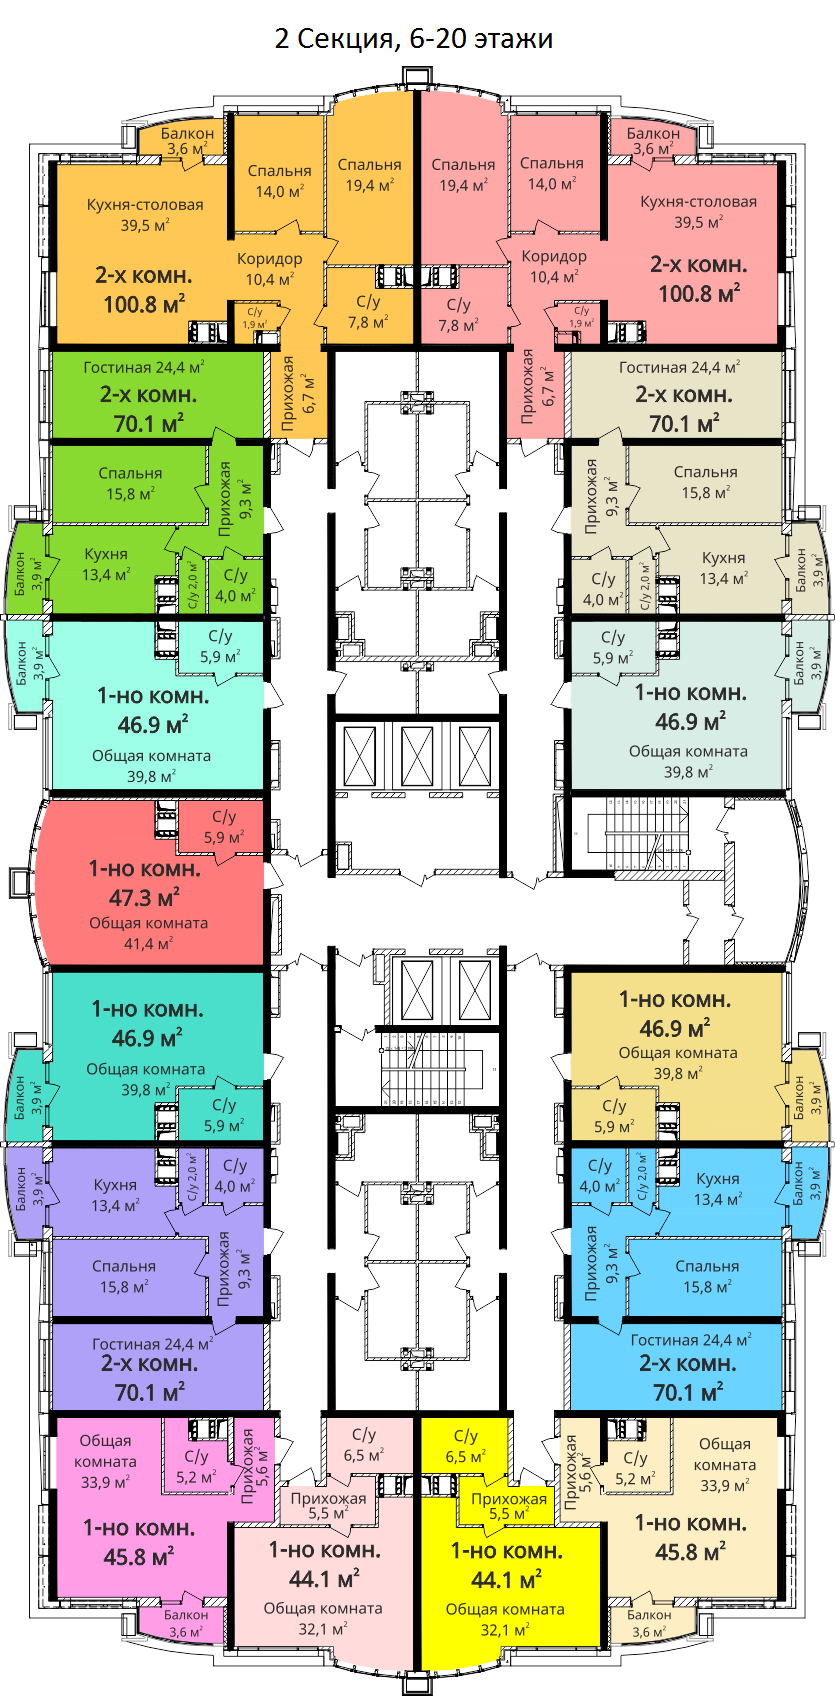 2 Секция, 6-20 этажи
Балкон
3,6 м²
Спальня
14,0 м²
Спальня
19,4 м²
Кухня-столовая
39,5 м²
Коридор
10,4 м²
2-х комн.
100.8 м²
С/у
1,9 м²
С/у
7,8 м²
Прихожая
6,7 м²
Спальня
19,4 м²
Спальня
14,0 м²
Балкон
3,6 м²
Кухня-столовая
39,5 м²
Коридор
10,4 м²
2-х комн.
100.8 м²
С/у
7,8 м²
С/у
1,9 м²
Прихожая
6,7 м²
Гостиная 24,4 м²
2-х комн.
70.1 м²
Спальня
15,8 м²
Прихожая
9,3 м²
Кухня
13,4 м²
С/у 2,0 м²
С/у
4,0 м²
Балкон
3,9 м²
Гостиная 24,4 м²
2-х комн.
70.1 м²
Прихожая
9,3 м²
Спальня
15,8 м²
Кухня
13,4 м²
С/у
4,0 м²
С/у 2,0 м²
Балкон
3,9 м²
Балкон
3,9 м²
С/у
5,9 м²
1-но комн.
46.9 м²
Общая комната
39,8 м²
С/у
5,9 м²
Балкон
3,9 м²
1-но комн.
46.9 м²
Общая комната
39,8 м²
С/у
5,9 м²
1-но комн.
47.3 м²
Общая комната
41,4 м²
1-но комн.
46.9 м²
Общая комната
39,8 м²
С/у
5,9 м²
Балкон
3,9 м²
1-но комн.
46.9 м²
Общая комната
39,8 м²
С/у
5,9 м²
Балкон
3,9 м²
Балкон
3,9 м²
Кухня
13,4 м²
С/у 2,0 м²
С/у
4,0 м²
Прихожая
9,3 м²
Спальня
15,8 м²
Гостиная 24,4 м²
2-х комн.
70.1 м²
С/у
4,0 м²
С/у 2,0 м²
Кухня
13,4 м²
Балкон
3,9 м²
Прихожая
9,3 м²
Спальня
15,8 м²
Гостиная 24,4 м²
2-х комн.
70.1 м²
Общая
комната
33,9 м²
С/у
5,2 м²
Прихожая
5,6 м²
1-но комн.
45.8 м²
Балкон
3,6 м²
С/у
6,5 м²
Прихожая
5,5 м²
1-но комн.
44.1 м²
Общая комната
32,1 м²
С/у
6,5 м²
Прихожая
5,5 м²
1-но комн.
44.1 м²
Общая комната
32,1 м²
Прихожая
5,6 м²
С/у
5,2 м²
Общая
комната
33,9 м²
1-но комн.
45.8 м²
Балкон
3,6 м²